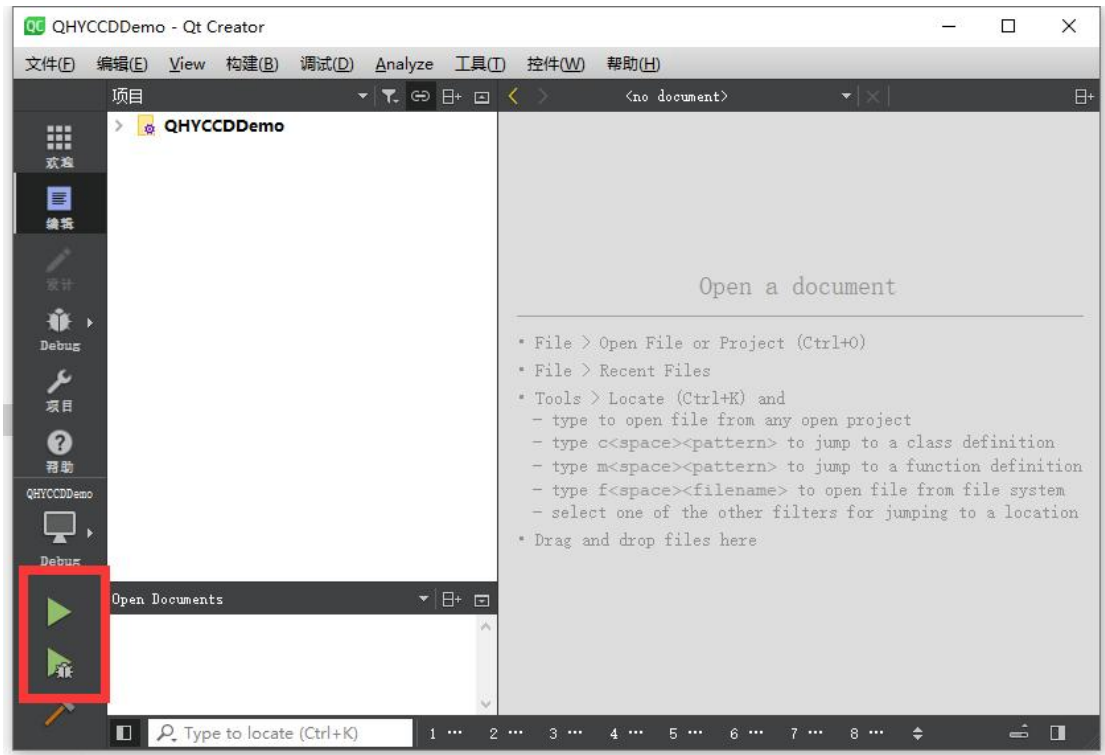 QC QHYCCDDemo - Qt Creator
文件(F) 编辑(E) View 构建(B) 调试(D) Analyze 工具(T) 控件(W) 帮助(H)
项目 <no document>
QHYCCDDemo
欢迎
编辑
设计
Debug
项目
帮助
QHYCCDDemo
Debug
Open a document
• File > Open File or Project (Ctrl+O)
• File > Recent Files
• Tools > Locate (Ctrl+K) and
- type to open file from any open project
- type c<space><pattern> to jump to a class definition
- type m<space><pattern> to jump to a function definition
- type f<space><filename> to open file from file system
- select one of the other filters for jumping to a location
• Drag and drop files here
Open Documents
Type to locate (Ctrl+K) 1 ··· 2 ··· 3 ··· 4 ··· 5 ··· 6 ··· 7 ··· 8 ···